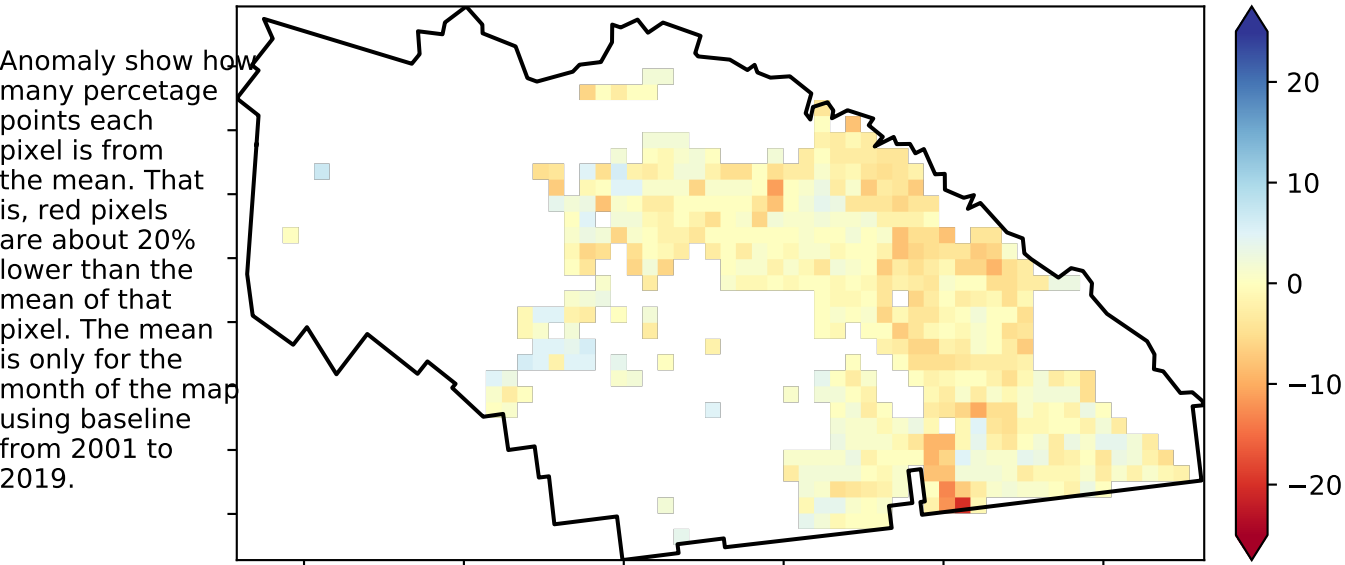 Anomaly show how
many percetage
points each
pixel is from
the mean. That
is, red pixels
are about 20%
lower than the
mean of that
pixel. The mean
is only for the
month of the map
using baseline
from 2001 to
2019.
20
10
0
−10
−20